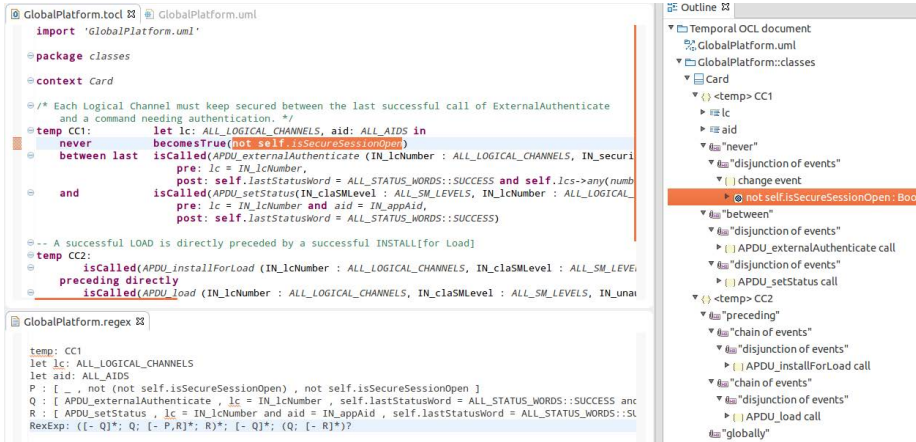 GlobalPlatform.tocl
GlobalPlatform.uml
import 'GlobalPlatform.uml'
package classes
context Card
/* Each Logical Channel must keep secured between the last successful call of ExternalAuthenticate
and a command needing authentication. */
temp CC1: let lc: ALL_LOGICAL_CHANNELS, aid: ALL_AIDS in
never becomesTrue(not self.isSecureSessionOpen)
between last isCalled(APDU_externalAuthenticate (IN_lcNumber : ALL_LOGICAL_CHANNELS, IN_securi
pre: lc = IN_lcNumber,
post: self.lastStatusWord = ALL_STATUS_WORDS::SUCCESS and self.lcs->any(numb
and isCalled(APDU_setStatus(IN_claSMLevel : ALL_SM_LEVELS, IN_lcNumber : ALL_LOGICAL_
pre: lc = IN_lcNumber and aid = IN_appAid,
post: self.lastStatusWord = ALL_STATUS_WORDS::SUCCESS)
-- A successful LOAD is directly preceded by a successful INSTALL[for Load]
temp CC2:
isCalled(APDU_installForLoad (IN_lcNumber : ALL_LOGICAL_CHANNELS, IN_claSMLevel : ALL_SM_LEVE
preceding directly
isCalled(APDU_load (IN_lcNumber : ALL_LOGICAL_CHANNELS, IN_claSMLevel : ALL_SM_LEVELS, IN_unau
GlobalPlatform.regex
temp: CC1
let lc: ALL_LOGICAL_CHANNELS
let aid: ALL_AIDS
P : [ _ , not (not self.isSecureSessionOpen) , not self.isSecureSessionOpen ]
Q : [ APDU_externalAuthenticate , lc = IN_lcNumber , self.lastStatusWord = ALL_STATUS_WORDS::SUCCESS and
R : [ APDU_setStatus , lc = IN_lcNumber and aid = IN_appAid , self.lastStatusWord = ALL_STATUS_WORDS::SU
RexExp: ([- Q]*; Q; [- P,R]*; R)*; [- Q]*; (Q; [- R]*)?
Outline
Temporal OCL document
GlobalPlatform.uml
GlobalPlatform::classes
Card
<temp> CC1
lc
aid
"never"
"disjunction of events"
change event
not self.isSecureSessionOpen : Boo
"between"
"disjunction of events"
APDU_externalAuthenticate call
"disjunction of events"
APDU_setStatus call
<temp> CC2
"preceding"
"chain of events"
"disjunction of events"
APDU_installForLoad call
"chain of events"
"disjunction of events"
APDU_load call
"globally"